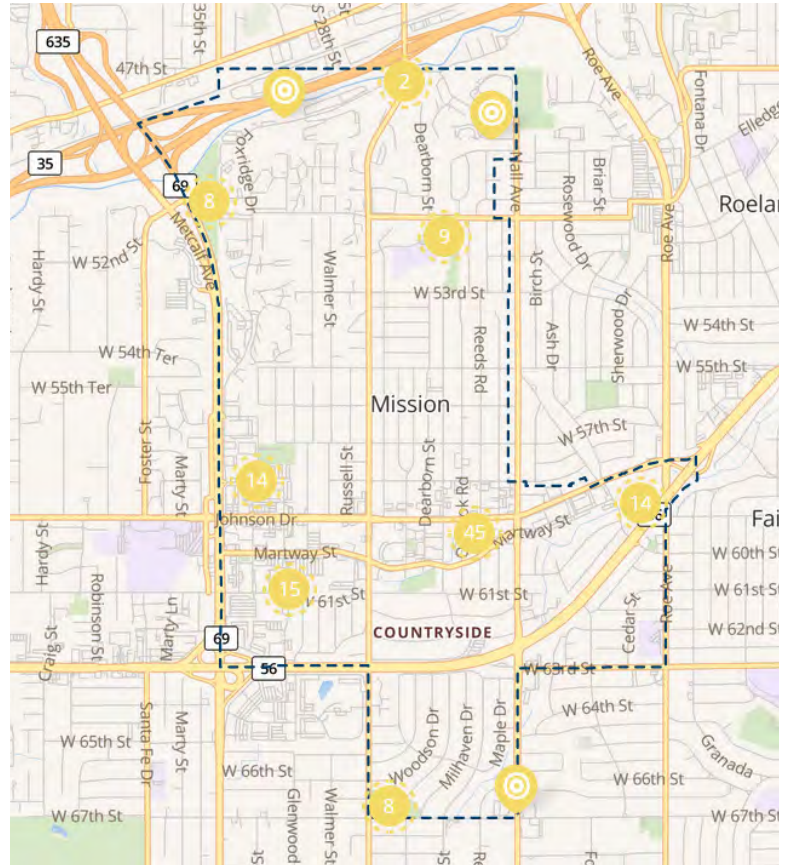 635
47th St
35th St
S 28th St
2
Roe Ave
Fontana Dr
35
69
Foxridge Dr
Dearborn St
Nall Ave
Briar St
Rosewood Dr
8
Metcalf Ave
9
Roe Ave
W 52nd St
Hardy St
Walmer St
W 53rd St
Birch St
Reeds Rd
Ash Dr
W 54th St
W 54th Ter
W 55th St
W 55th Ter
Mission
Foster St
Marty St
W 57th St
14
Russell St
Dearborn St
14
Johnson Dr
45
Martway St
Hardy St
Martway St
W 60th St
15
W 61st St
W 61st St
W 61st St
Robinson St
Marty Ln
Cedar St
Roe Ave
W 62nd St
COUNTRYSIDE
69
Craig St
56
W 63rd St
W 64th St
Santa Fe Dr
Marty St
Woodson Dr
Milhaven Dr
Maple Dr
W 65th St
Granada
W 66th St
W 66th St
Glenwood
Walmer St
8
W 67th St
W 67th St